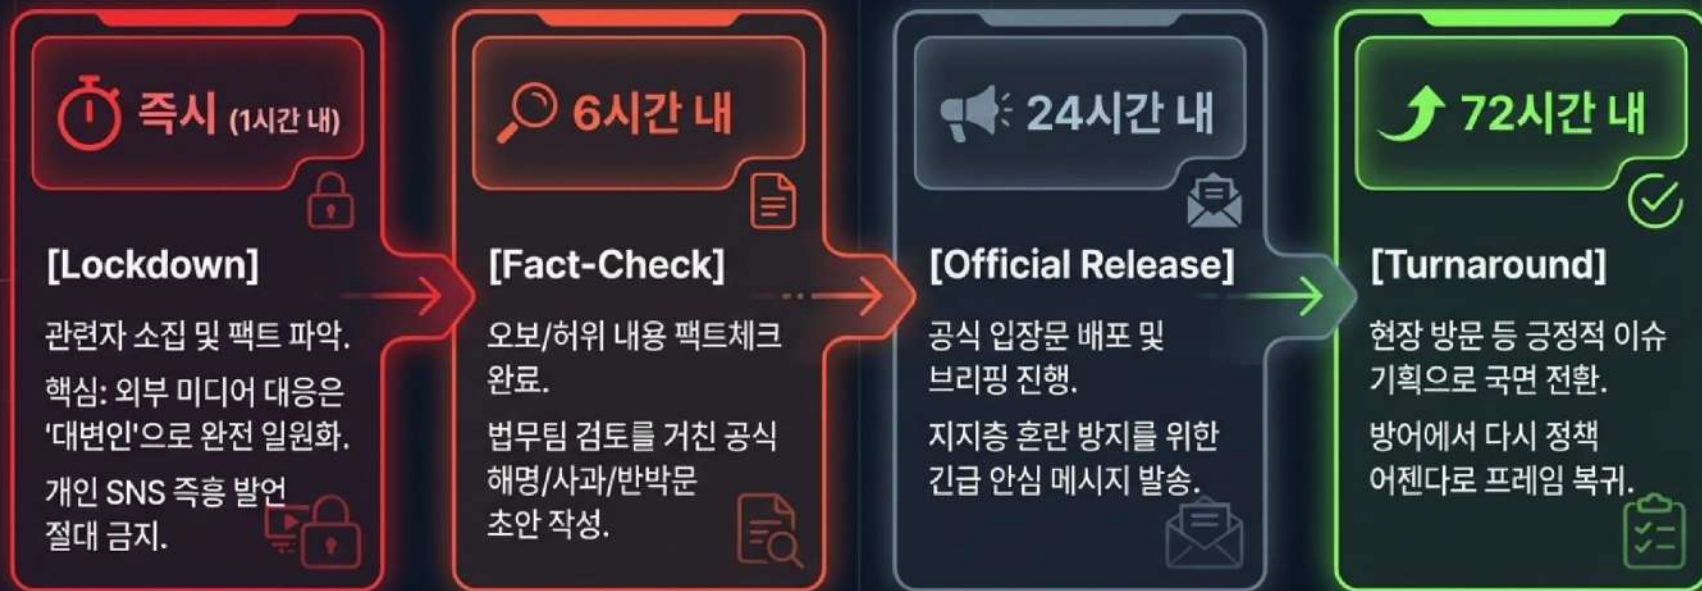 즉시 (1시간 내)
[Lockdown]
관련자 소집 및 팩트 파악.
핵심: 외부 미디어 대응은
‘대변인'으로 완전 일원화.
개인 SNS 즉흥 발언
절대 금지.
6시간 내
[Fact-Check]
오보/허위 내용 팩트체크
완료.
법무팀 검토를 거친 공식
해명/사과/반박문
초안 작성.
24시간 내
[Official Release]
공식 입장문 배포 및
브리핑 진행.
지지층 혼란 방지를 위한
긴급 안심 메시지 발송.
72시간 내
[Turnaround]
현장 방문 등 긍정적 이슈
기획으로 국면 전환.
방어에서 다시 정책
어젠다로 프레임 복귀.